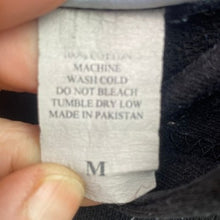 100% COTTON
MACHINE
WASH COLD
DO NOT BLEACH
TUMBLE DRY LOW
MADE IN PAKISTAN
M